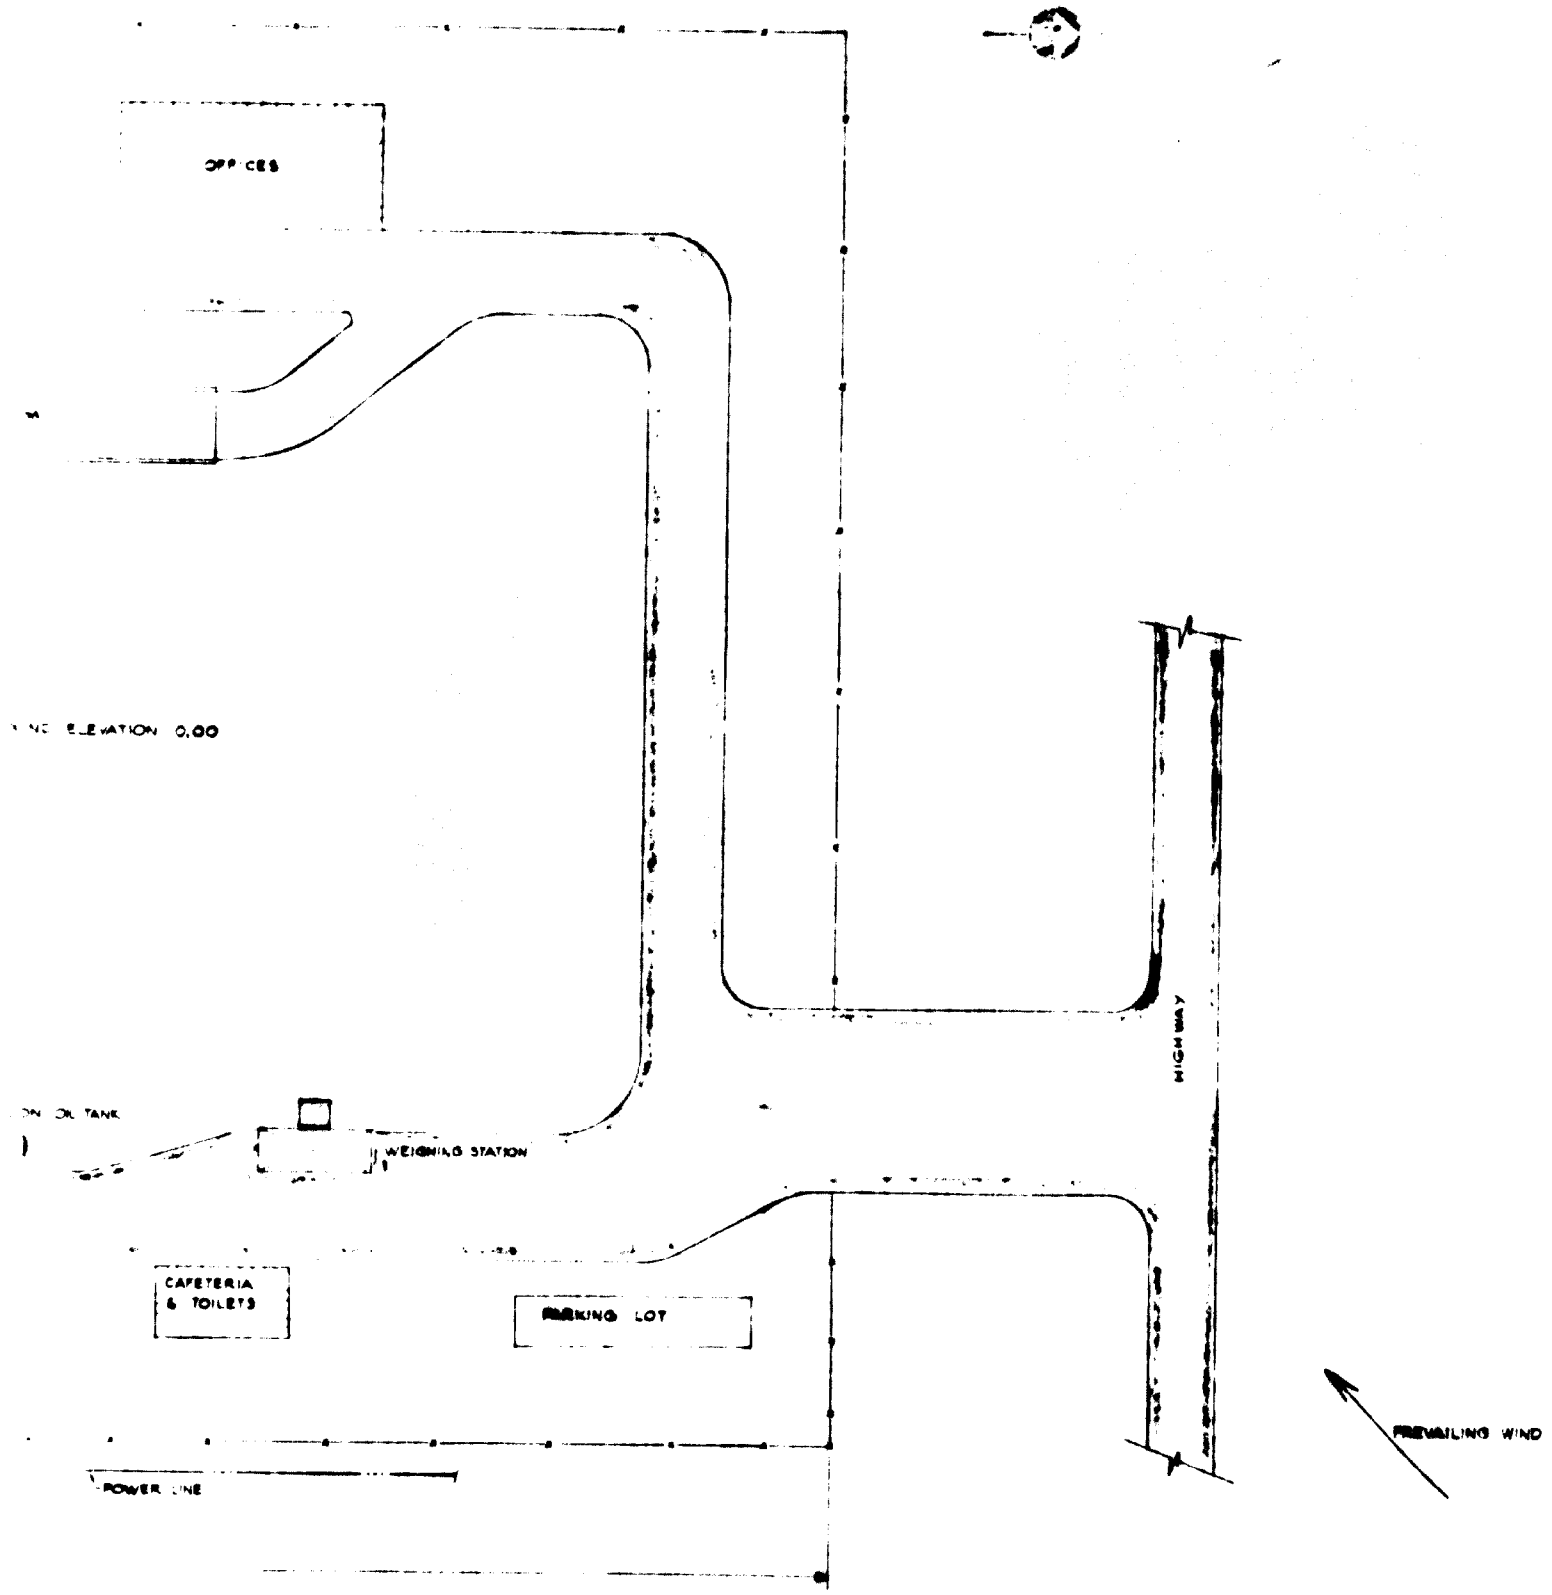 OFFICES
ELEVATION 0.00
HIGHWAY
OIL TANK
WEIGHING STATION
CAFETERIA
& TOILETS
PARKING LOT
PREVAILING WIND
POWER LINE